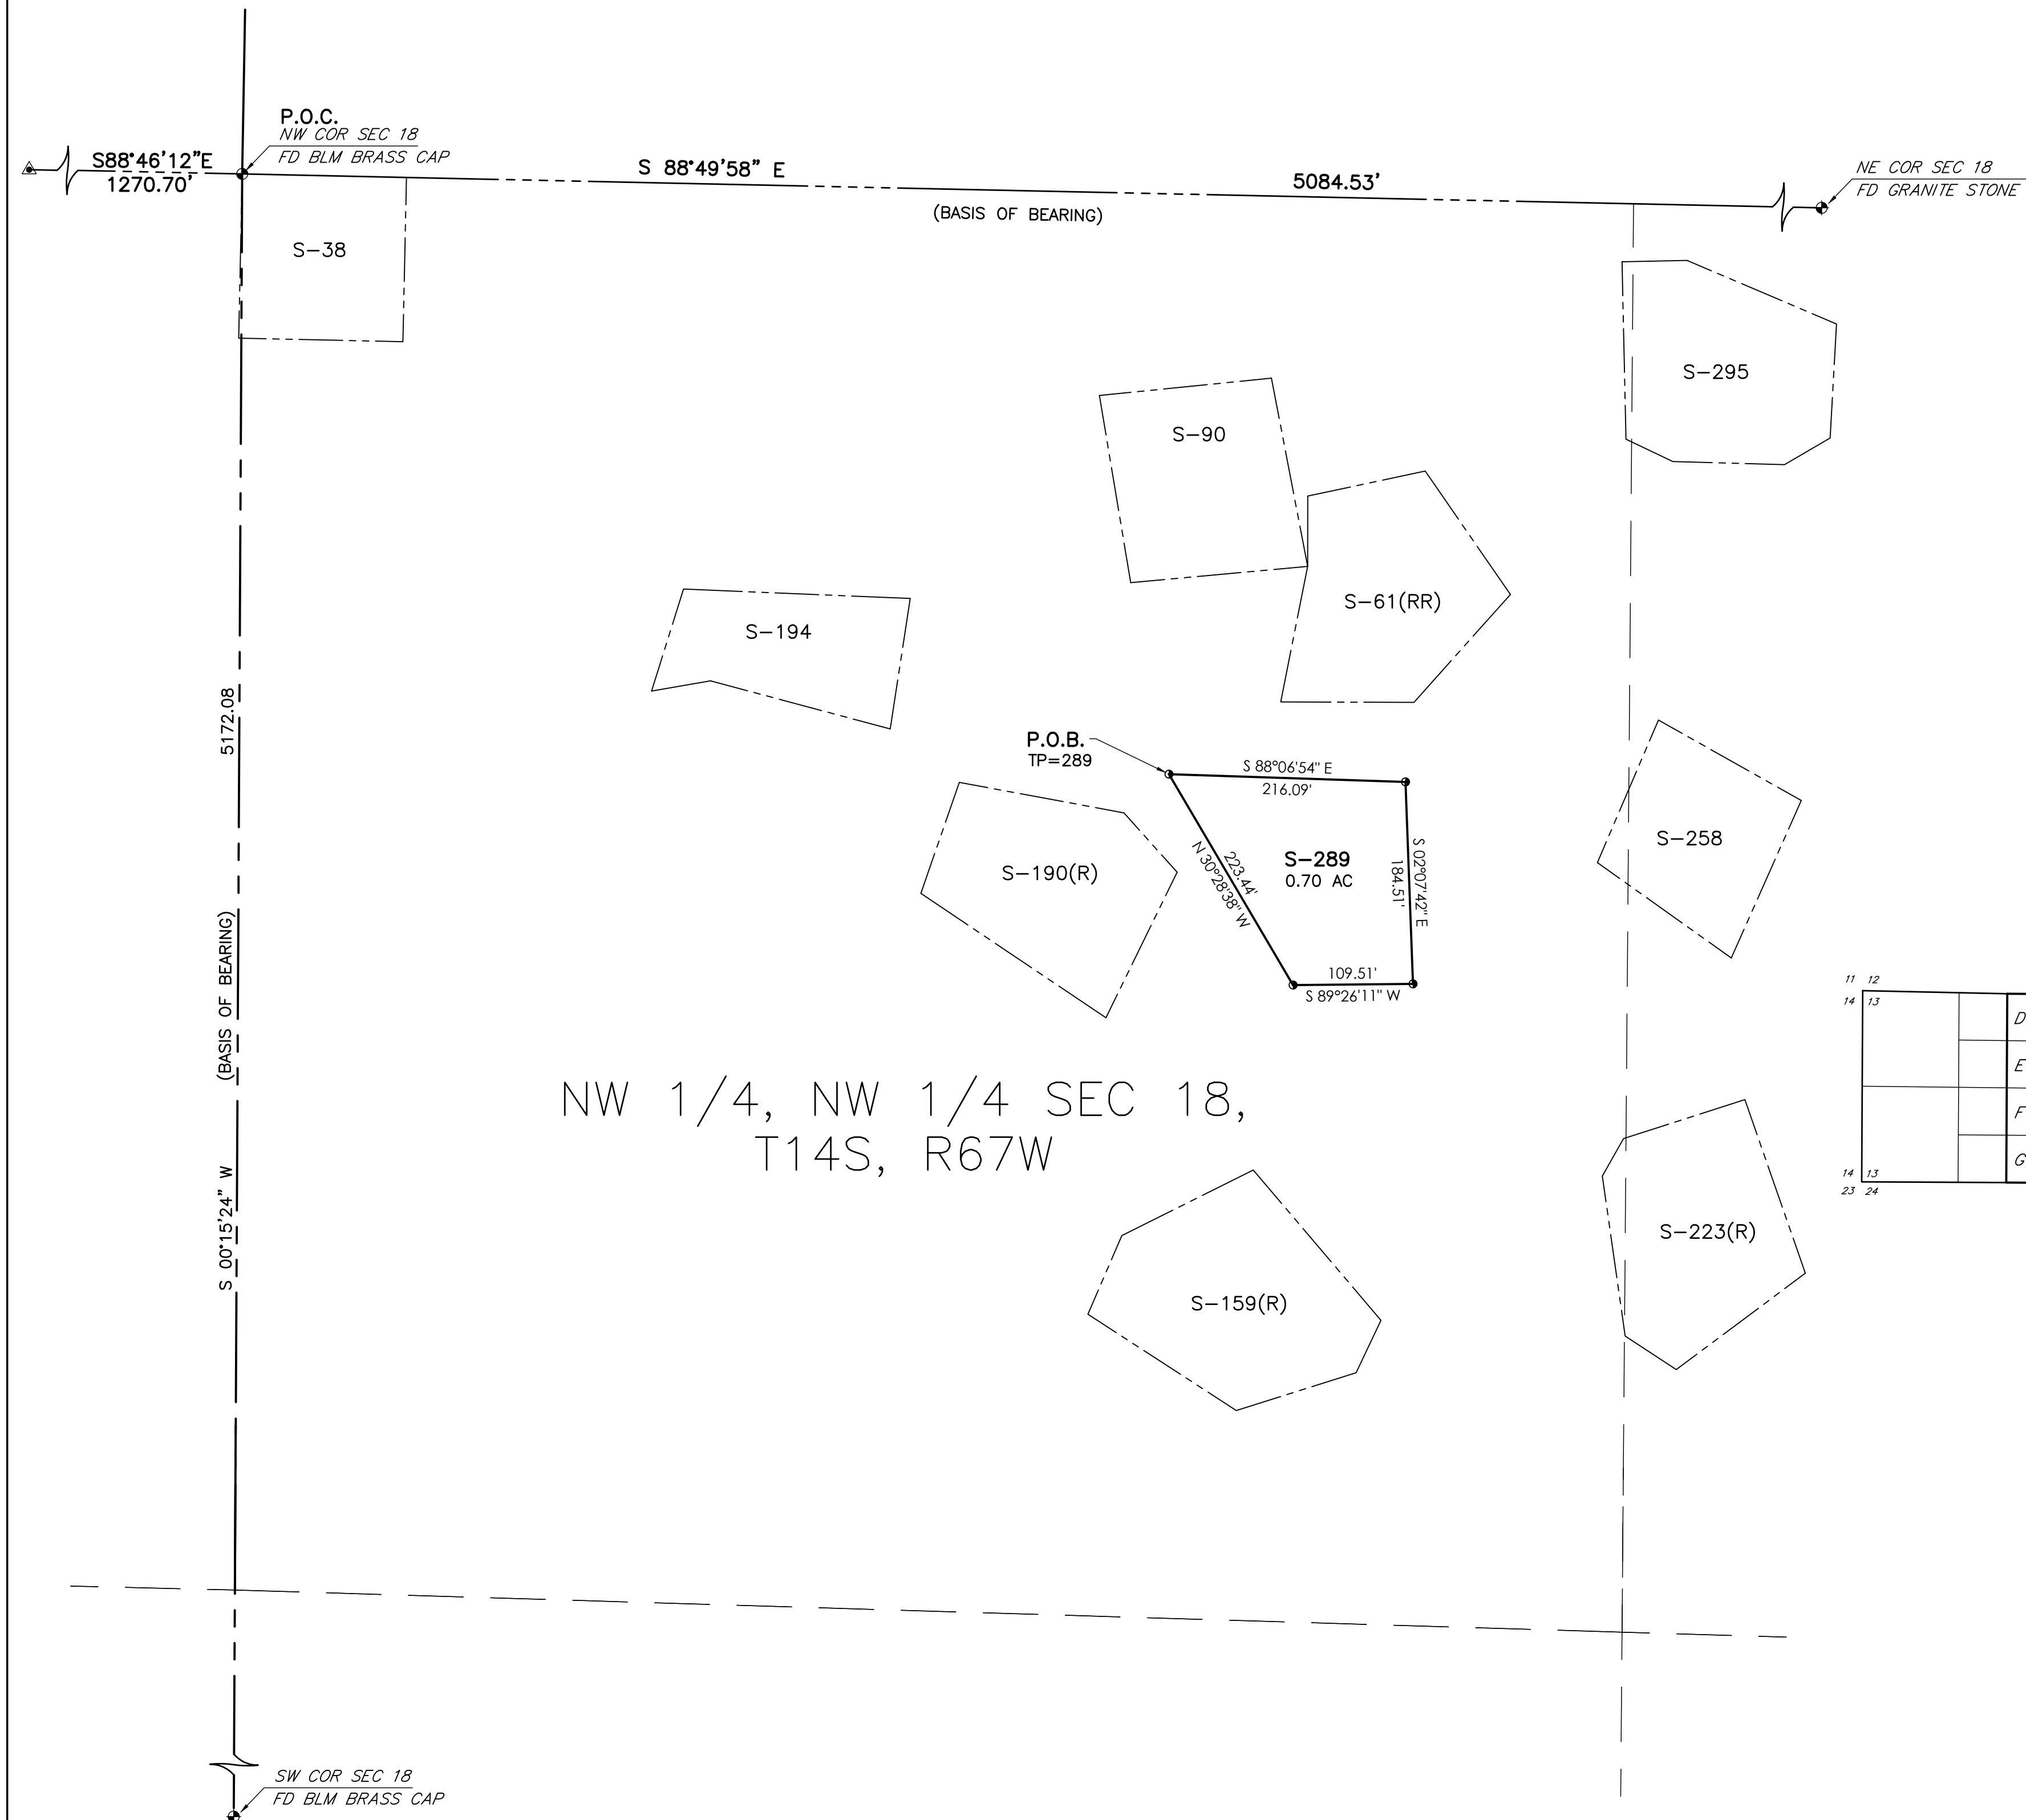 P.O.C.
NW COR SEC 18
FD BLM BRASS CAP
S88°46'12"E
1270.70'
S 88°49'58" E
5084.53'
(BASIS OF BEARING)
NE COR SEC 18
FD GRANITE STONE
S-38
S-295
S-90
S-61(RR)
S-194
5172.08
(BASIS OF BEARING)
S 00°15'24" W
P.O.B.
TP=289
S 88°06'54" E
216.09'
S-289
0.70 AC
S 02°07'42" E
184.51'
223.44'
N 30°28'38" W
109.51'
S 89°26'11" W
S-190(R)
S-258
11 12
14 13
D
E
F
G
14 13
23 24
NW 1/4, NW 1/4 SEC 18,
T14S, R67W
S-223(R)
S-159(R)
SW COR SEC 18
FD BLM BRASS CAP